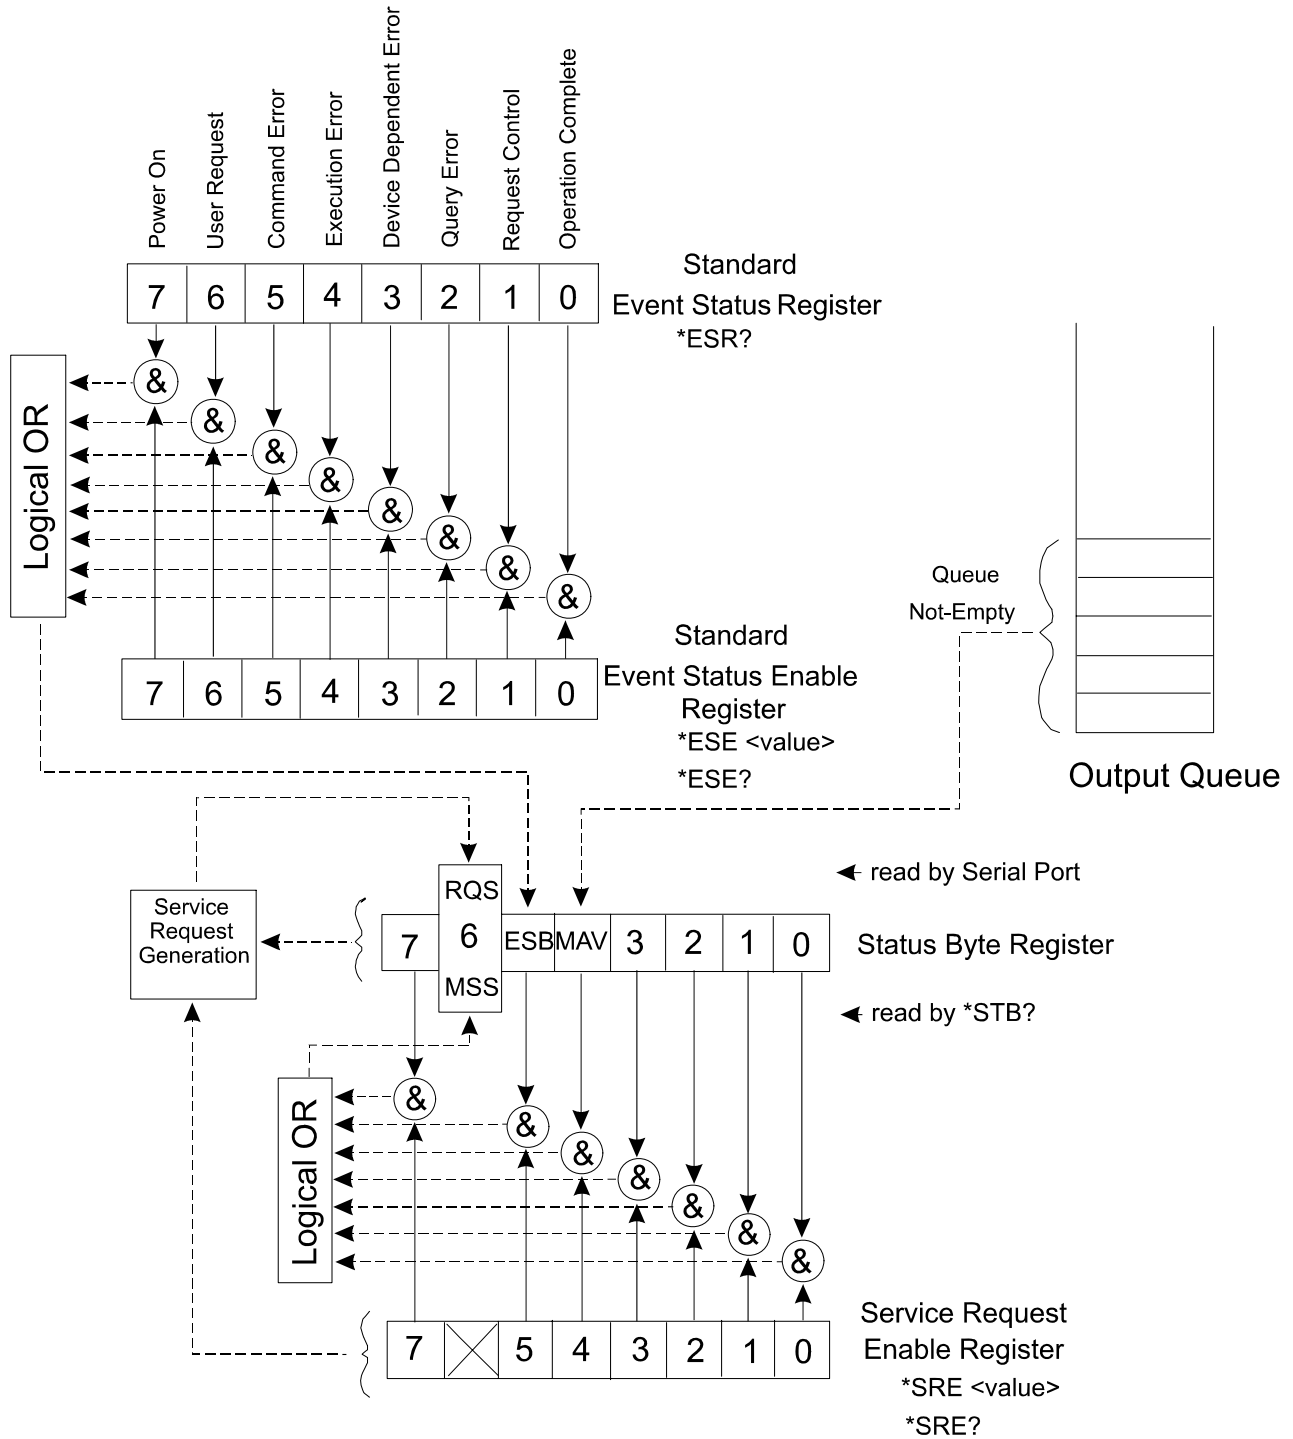 Power On
User Request
Command Error
Execution Error
Device Dependent Error
Query Error
Request Control
Operation Complete
7 6 5 4 3 2 1 0
Standard
Event Status Register
*ESR?
Logical OR
&
&
&
&
&
&
&
&
Queue
Not-Empty
Output Queue
7 6 5 4 3 2 1 0
Standard
Event Status Enable
Register
*ESE <value>
*ESE?
Service
Request
Generation
RQS
7 6 ESB MAV 3 2 1 0
MSS
read by Serial Port
Status Byte Register
read by *STB?
Logical OR
&
&
&
&
&
&
&
7 5 4 3 2 1 0
Service Request
Enable Register
*SRE <value>
*SRE?